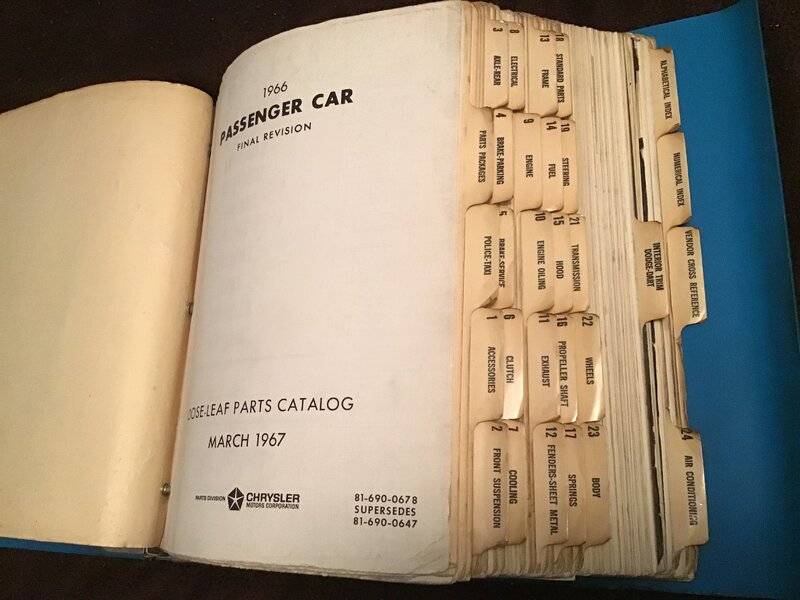 1966
PASSENGER CAR
FINAL REVISION
OSE-LEAF PARTS CATALOG
MARCH 1967
PARTS DIVISION
CHRYSLER
MOTORS CORPORATION
81-690-0678
SUPERSEDES
81-690-0647
3 AXLE-REAR
8 ELECTRICAL
13 FRAME
18 STANDARD PARTS
PARTS PACKAGES
4 BRAKE-PARKING
9 ENGINE
14 FUEL
19 STEERING
POLICE-TAXI
5 BRAKE-SERVICE
10 ENGINE OILING
15 HOOD
21 TRANSMISSION
1 ACCESSORIES
6 CLUTCH
11 EXHAUST
16 PROPELLER SHAFT
22 WHEELS
2 FRONT SUSPENSION
7 COOLING
12 FENDERS-SHEET METAL
17 SPRINGS
23 BODY
ALPHABETICAL INDEX
NUMERICAL INDEX
INTERIOR TRIM
DODGE-DART
VENDOR CROSS REFERENCE
24 AIR CONDITIONING